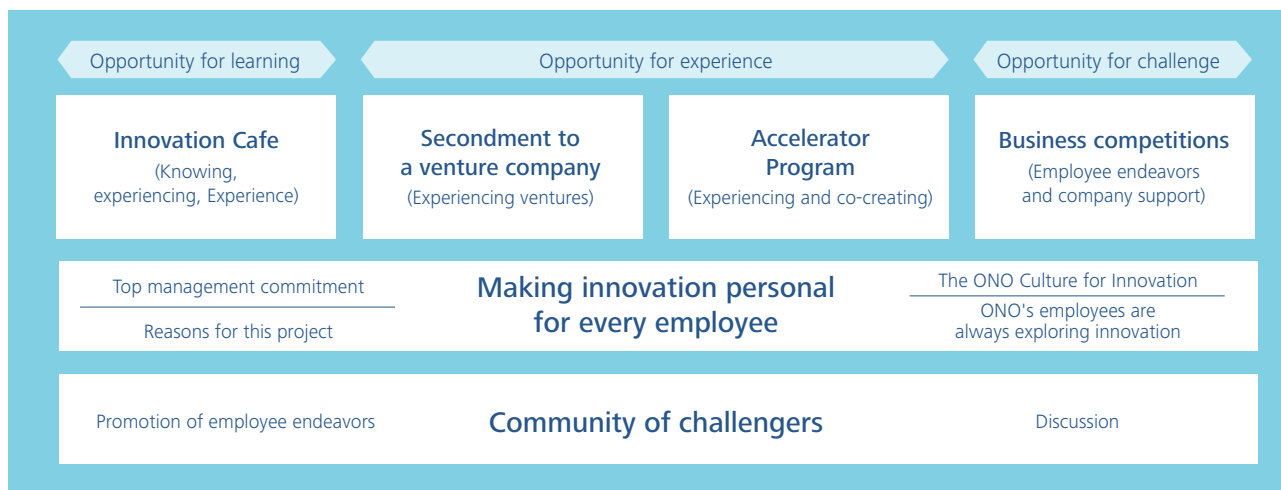 Opportunity for learning
Opportunity for experience
Opportunity for challenge
Innovation Cafe
(Knowing,
experiencing, Experience)
Secondment to
a venture company
(Experiencing ventures)
Accelerator
Program
(Experiencing and co-creating)
Business competitions
(Employee endeavors
and company support)
Top management commitment
Reasons for this project
Making innovation personal
for every employee
The ONO Culture for Innovation
ONO's employees are
always exploring innovation
Promotion of employee endeavors
Community of challengers
Discussion